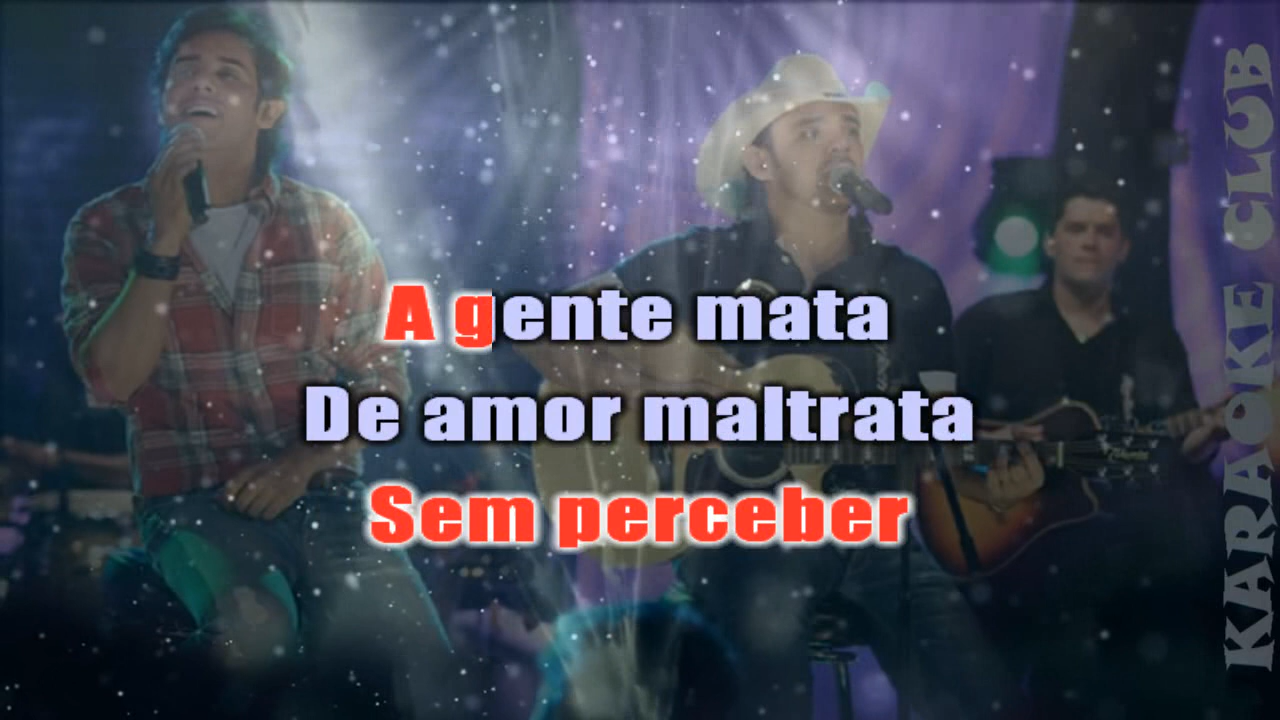 A gente mata
De amor maltrata
Sem perceber
KARAOKE CLUB